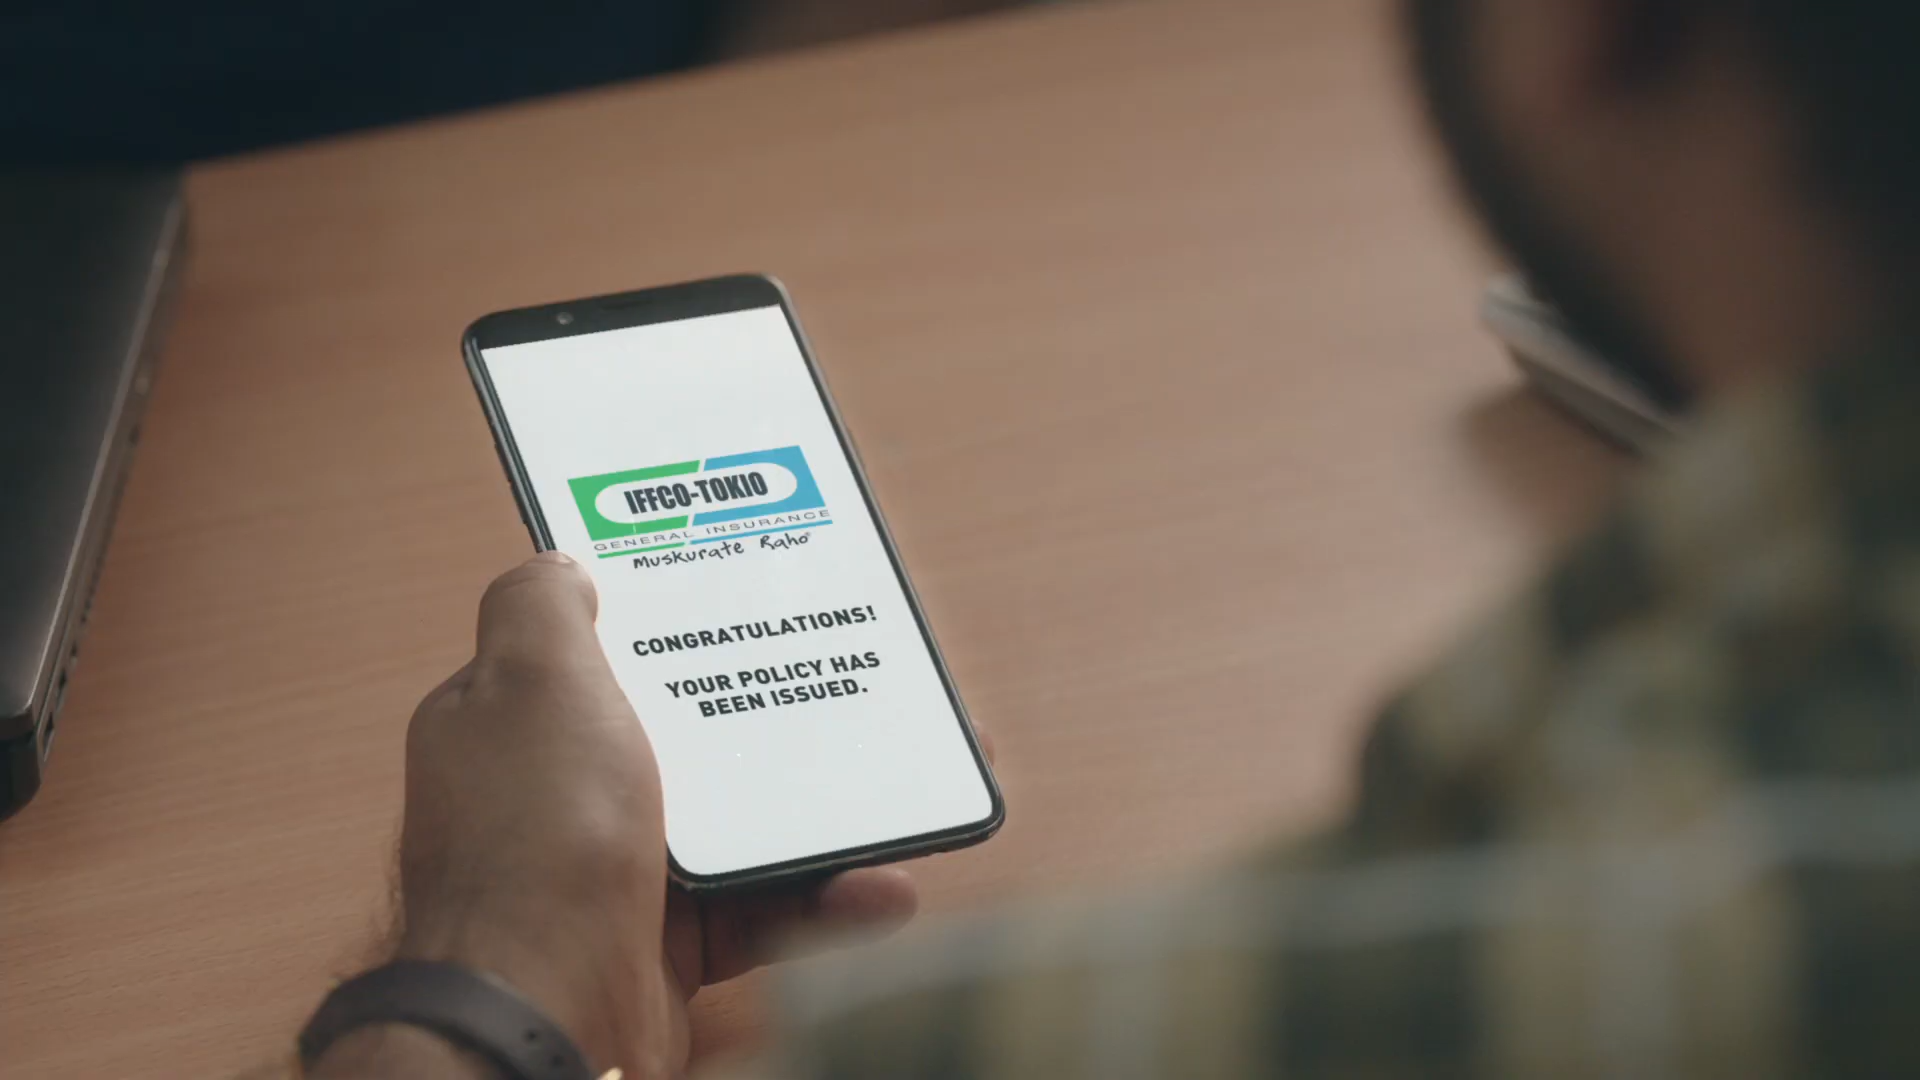 IFFCO-TOKIO
GENERAL INSURANCE
Muskurate Raho
CONGRATULATIONS!
YOUR POLICY HAS
BEEN ISSUED.